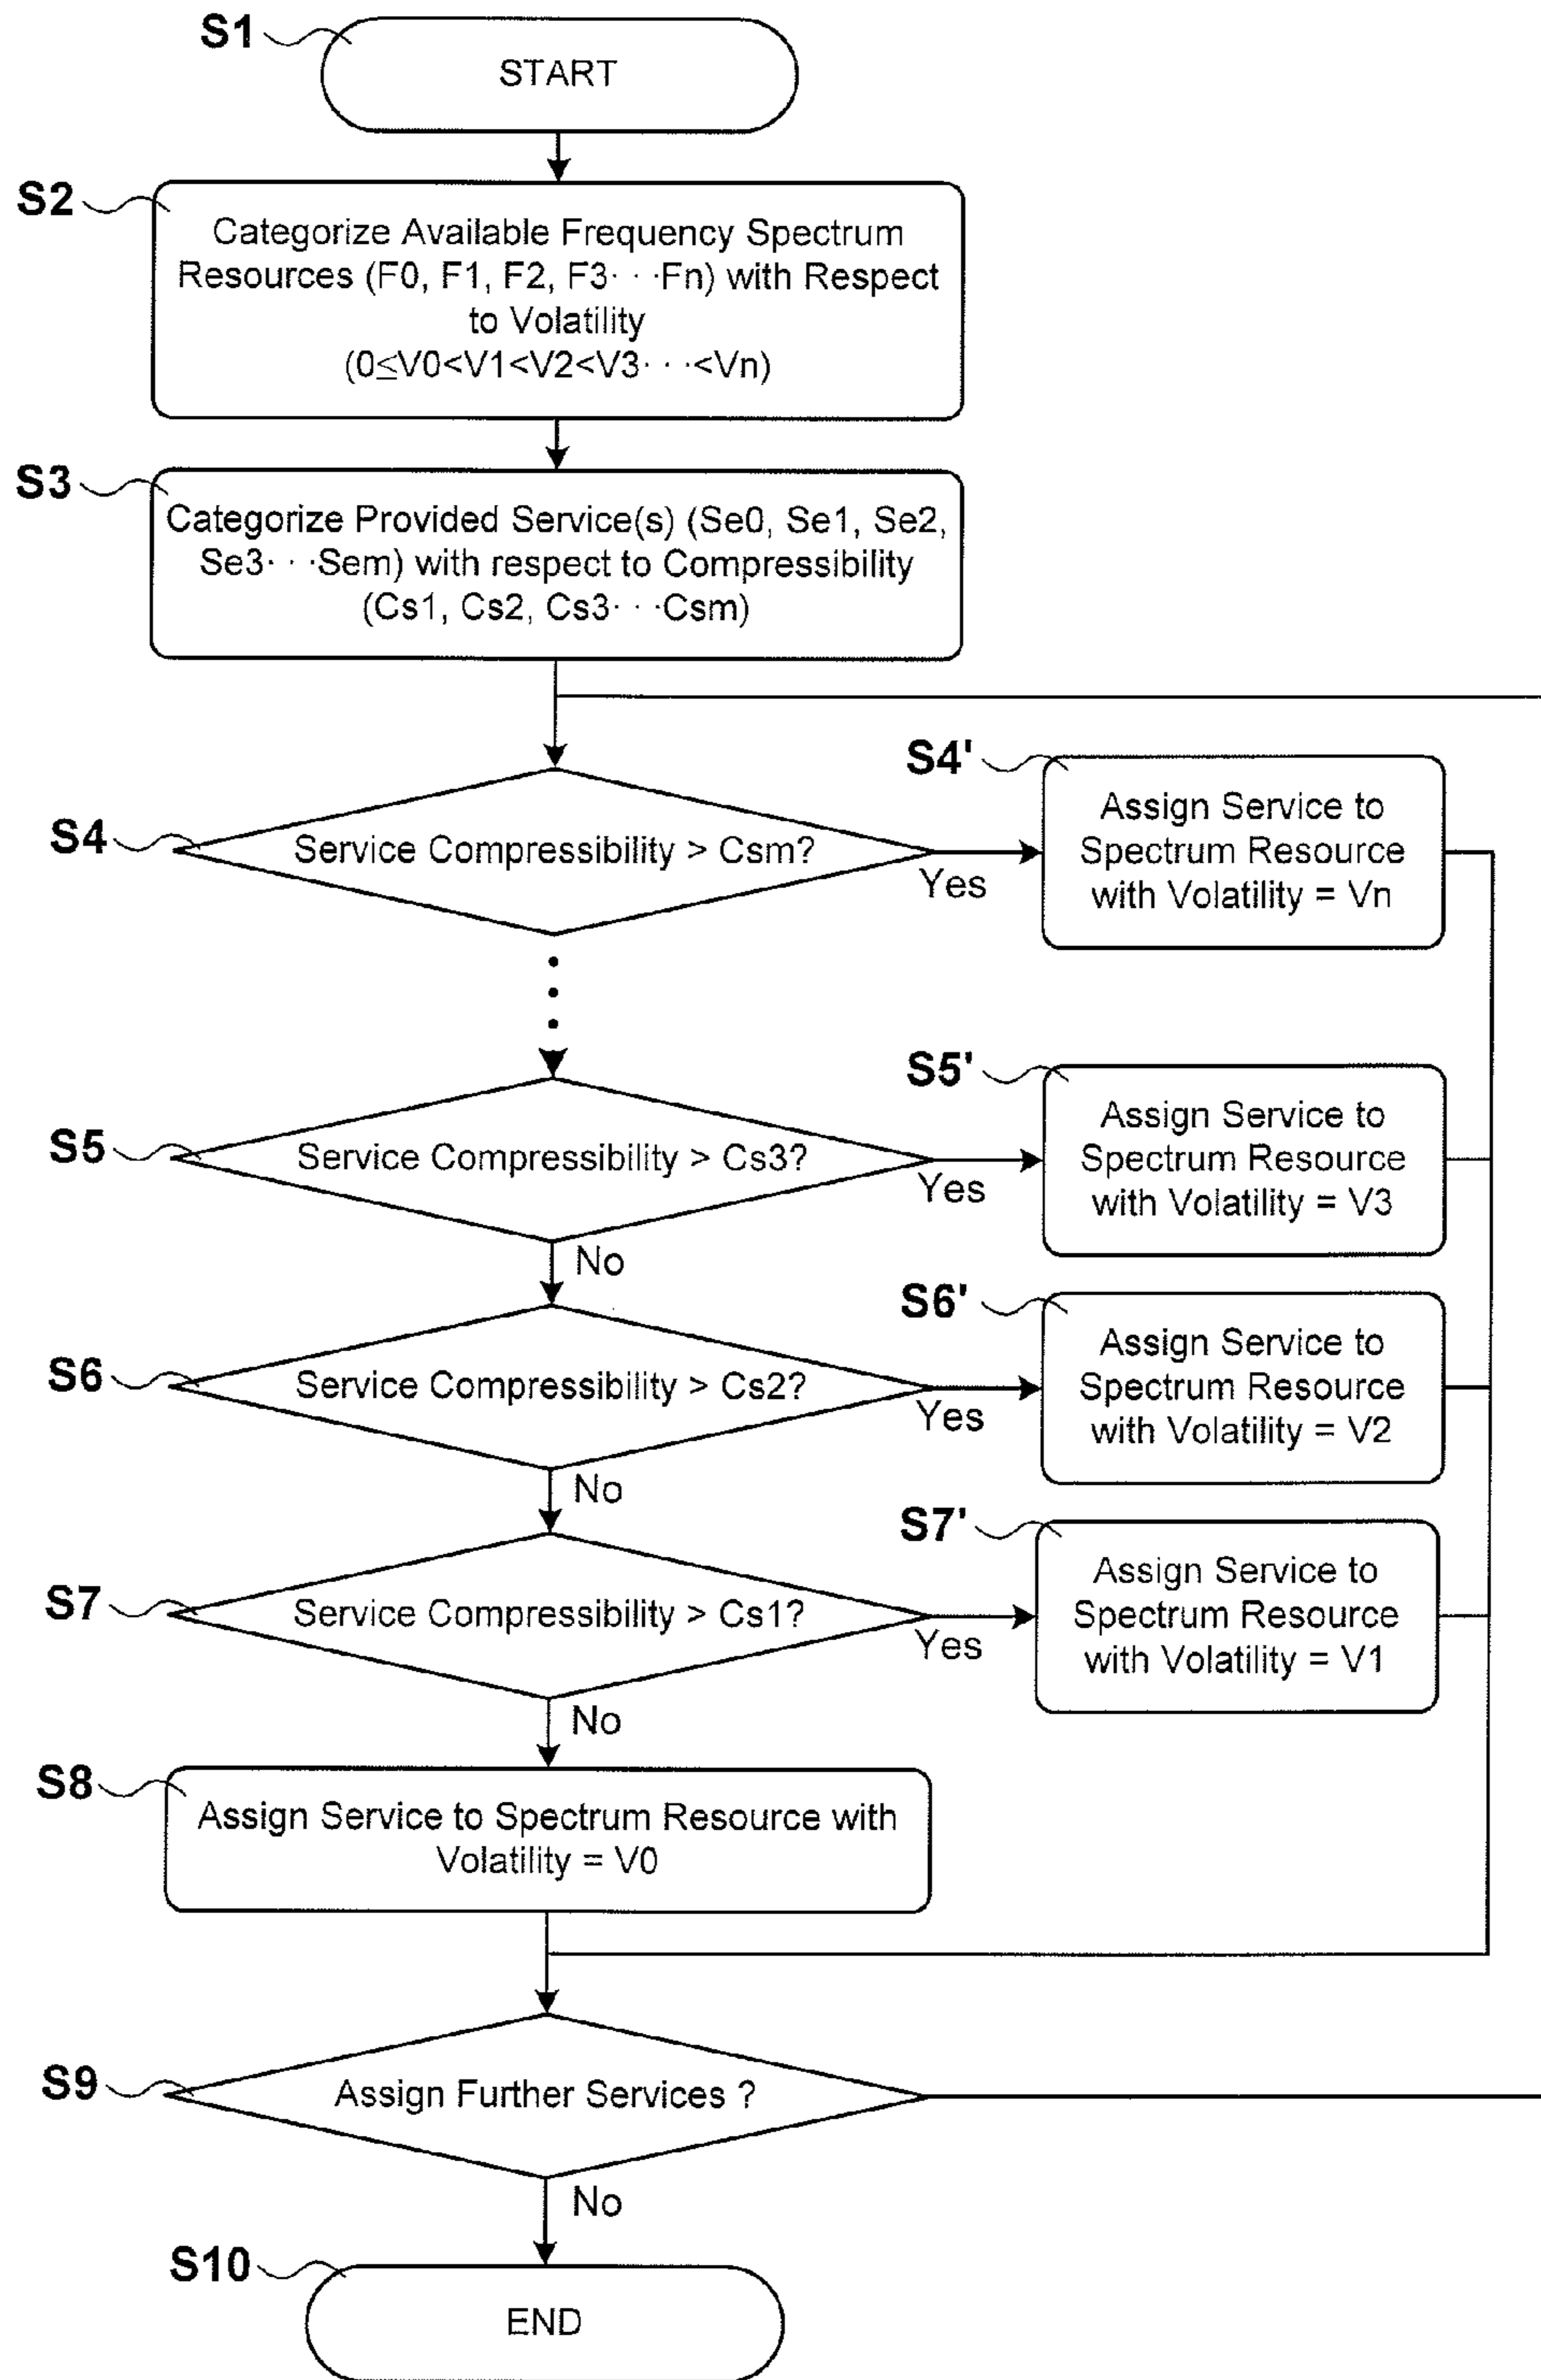 S1
START
S2
Categorize Available Frequency Spectrum
Resources (F0, F1, F2, F3· · ·Fn) with Respect
to Volatility
(0≤V0<V1<V2<V3· · ·<Vn)
S3
Categorize Provided Service(s) (Se0, Se1, Se2,
Se3· · ·Sem) with respect to Compressibility
(Cs1, Cs2, Cs3· · ·Csm)
S4
Service Compressibility > Csm?
Yes
S4'
Assign Service to
Spectrum Resource
with Volatility = Vn
S5
Service Compressibility > Cs3?
Yes
No
S5'
Assign Service to
Spectrum Resource
with Volatility = V3
S6
Service Compressibility > Cs2?
Yes
No
S6'
Assign Service to
Spectrum Resource
with Volatility = V2
S7
Service Compressibility > Cs1?
Yes
No
S7'
Assign Service to
Spectrum Resource
with Volatility = V1
S8
Assign Service to Spectrum Resource with
Volatility = V0
S9
Assign Further Services ?
No
S10
END